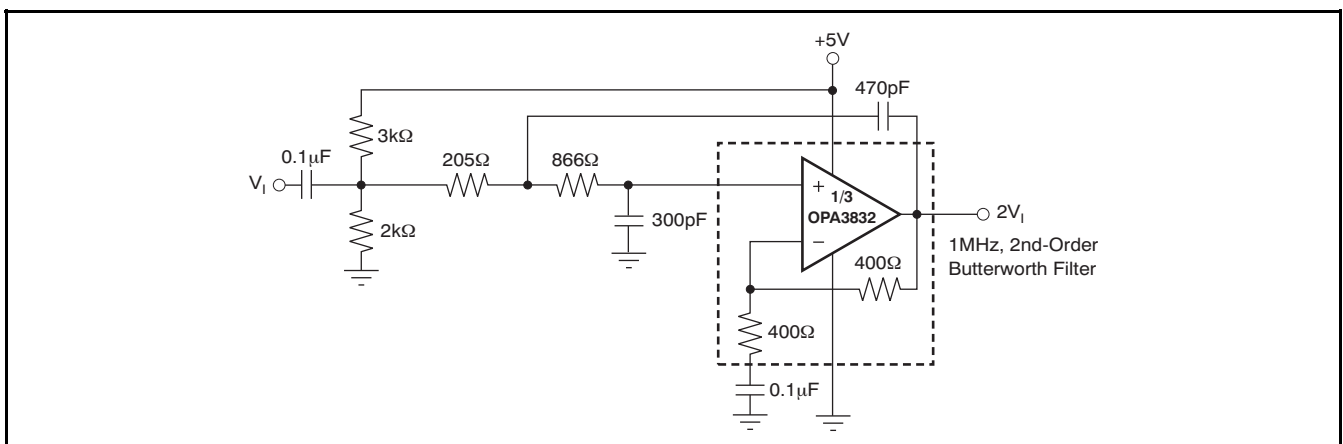 +5V
470pF
3kΩ
0.1μF
205Ω
866Ω
V_I
+
1/3
OPA3832
2V_I
300pF
2kΩ
−
1MHz, 2nd-Order
Butterworth Filter
400Ω
400Ω
0.1μF